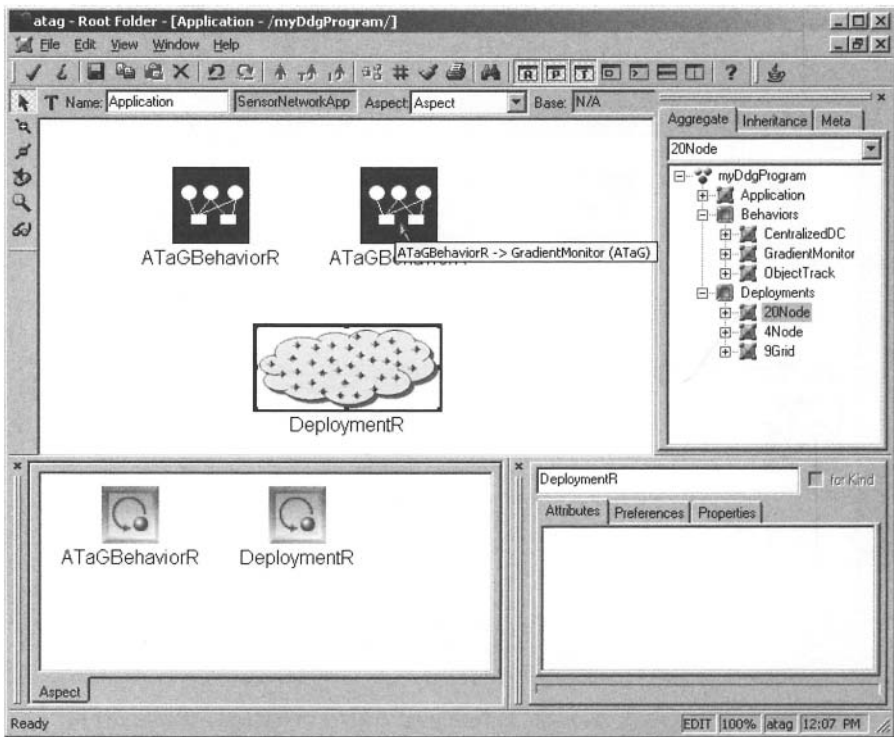 atag - Root Folder - [Application - /myDdgProgram/]
File Edit View Window Help
R P T ?
T Name: Application SensorNetworkApp Aspect: Aspect Base: N/A
ATaGBehaviorR
ATaGBehaviorR -> GradientMonitor (ATaG)
DeploymentR
Aggregate Inheritance Meta
20Node
myDdgProgram
Application
Behaviors
CentralizedDC
GradientMonitor
ObjectTrack
Deployments
20Node
4Node
9Grid
ATaGBehaviorR DeploymentR
Aspect
DeploymentR for Kind
Attributes Preferences Properties
Ready EDIT 100% atag 12:07 PM